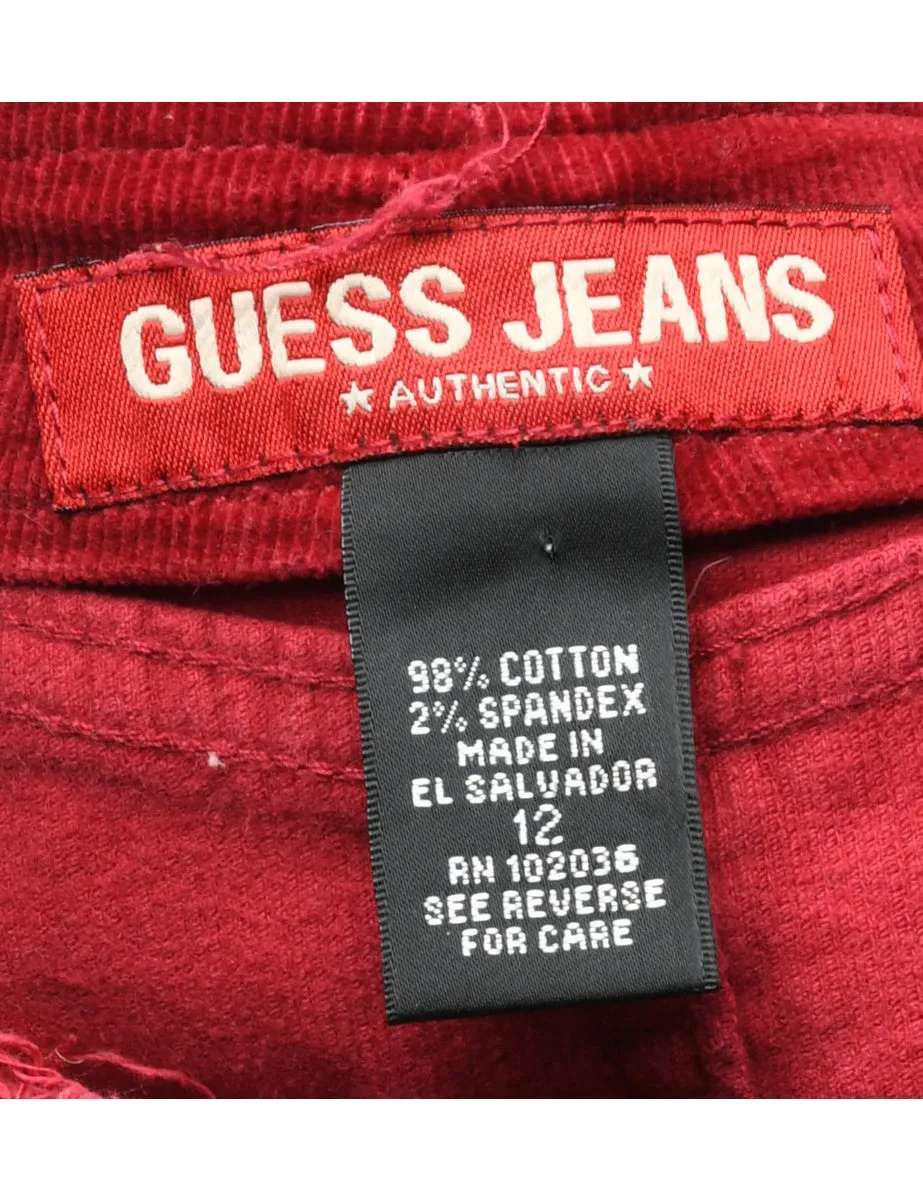 GUESS JEANS
★ AUTHENTIC ★
98% COTTON
2% SPANDEX
MADE IN
EL SALVADOR
12
RN 102036
SEE REVERSE
FOR CARE